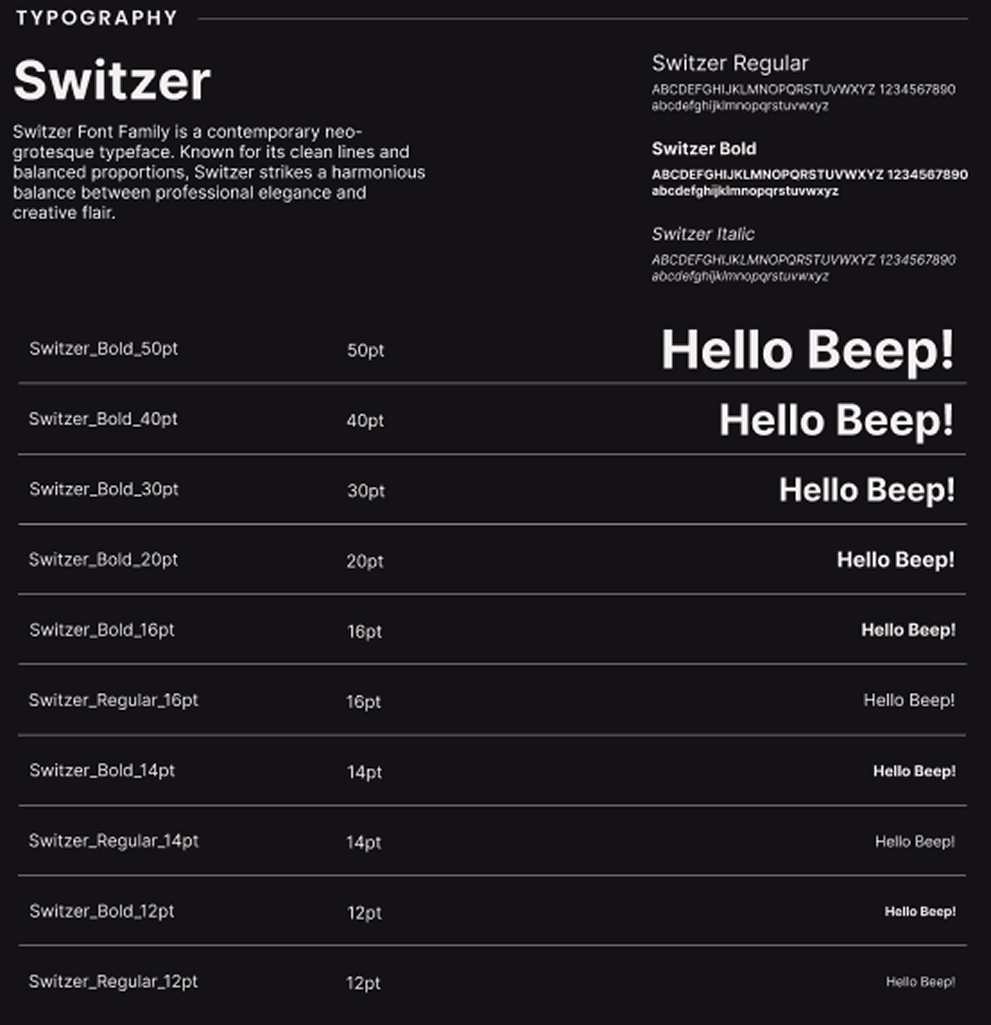 TYPOGRAPHY
Switzer
Switzer Font Family is a contemporary neo-
grotesque typeface. Known for its clean lines and
balanced proportions, Switzer strikes a harmonious
balance between professional elegance and
creative flair.
Switzer Regular
ABCDEFGHIJKLMNOPQRSTUVWXYZ 1234567890
abcdefghijklmnopqrstuvwxyz
Switzer Bold
ABCDEFGHIJKLMNOPQRSTUVWXYZ 1234567890
abcdefghijklmnopqrstuvwxyz
Switzer Italic
ABCDEFGHIJKLMNOPQRSTUVWXYZ 1234567890
abcdefghijklmnopqrstuvwxyz
Switzer_Bold_50pt 50pt Hello Beep!
Switzer_Bold_40pt 40pt Hello Beep!
Switzer_Bold_30pt 30pt Hello Beep!
Switzer_Bold_20pt 20pt Hello Beep!
Switzer_Bold_16pt 16pt Hello Beep!
Switzer_Regular_16pt 16pt Hello Beep!
Switzer_Bold_14pt 14pt Hello Beep!
Switzer_Regular_14pt 14pt Hello Beep!
Switzer_Bold_12pt 12pt Hello Beep!
Switzer_Regular_12pt 12pt Hello Beep!